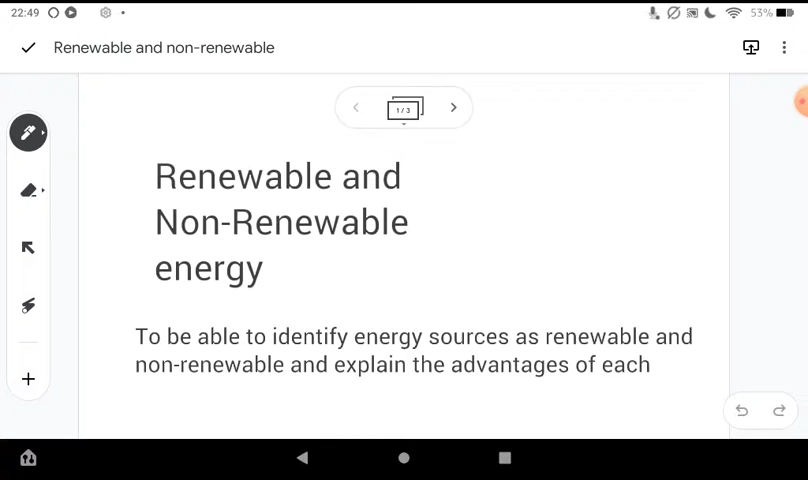 22:49
53%
Renewable and non-renewable
1 / 3
Renewable and
Non-Renewable
energy
To be able to identify energy sources as renewable and
non-renewable and explain the advantages of each